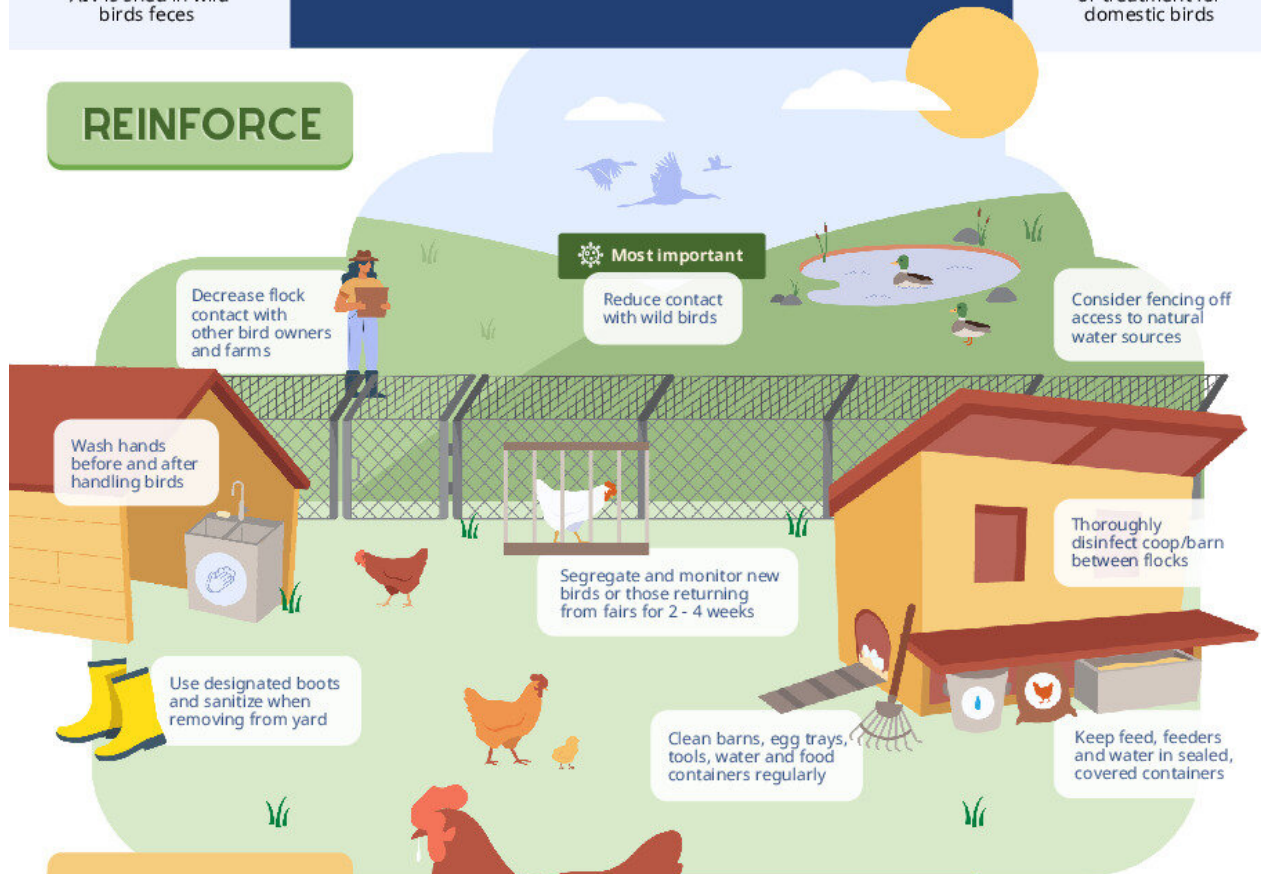 birds feces
domestic birds
REINFORCE
Most important
Reduce contact
with wild birds
Decrease flock
contact with
other bird owners
and farms
Consider fencing off
access to natural
water sources
Wash hands
before and after
handling birds
Thoroughly
disinfect coop/barn
between flocks
Segregate and monitor new
birds or those returning
from fairs for 2 - 4 weeks
Use designated boots
and sanitize when
removing from yard
Clean barns, egg trays,
tools, water and food
containers regularly
Keep feed, feeders
and water in sealed,
covered containers